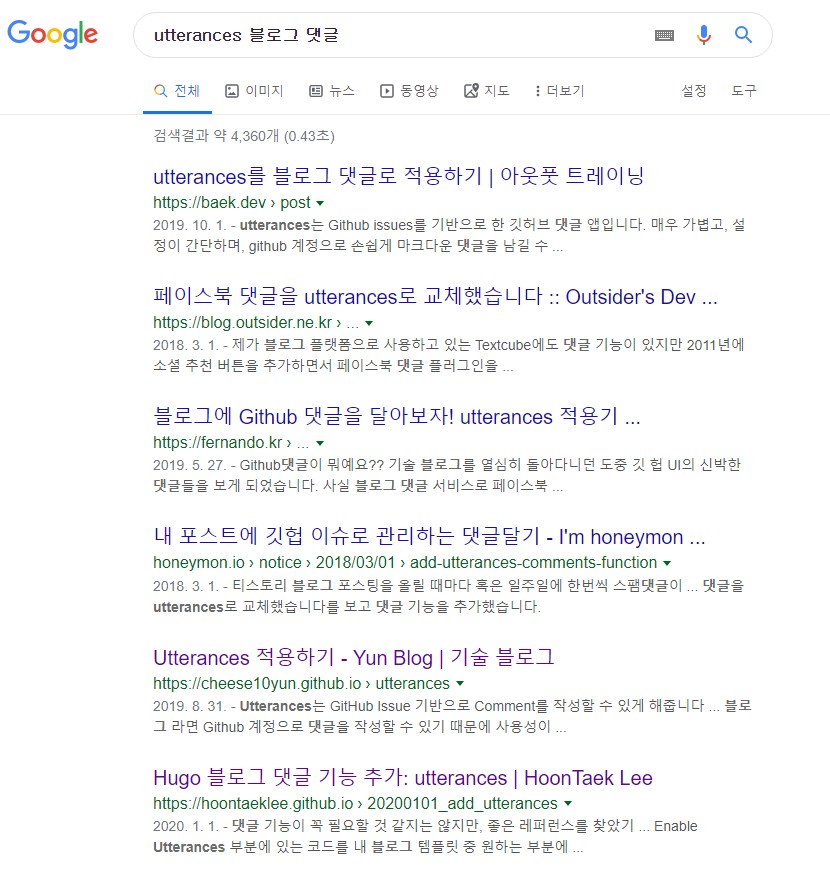 Google
utterances 블로그 댓글
전체 이미지 뉴스 동영상 지도 더보기 설정 도구
검색결과 약 4,360개 (0.43초)
utterances를 블로그 댓글로 적용하기 | 아웃풋 트레이닝
https://baek.dev › post
2019. 10. 1. - utterances는 Github issues를 기반으로 한 깃허브 댓글 앱입니다. 매우 가볍고, 설
정이 간단하며, github 계정으로 손쉽게 마크다운 댓글을 남길 수 ...
페이스북 댓글을 utterances로 교체했습니다 :: Outsider's Dev ...
https://blog.outsider.ne.kr › ...
2018. 3. 1. - 제가 블로그 플랫폼으로 사용하고 있는 Textcube에도 댓글 기능이 있지만 2011년에
소셜 추천 버튼을 추가하면서 페이스북 댓글 플러그인을 ...
블로그에 Github 댓글을 달아보자! utterances 적용기 ...
https://fernando.kr › ...
2019. 5. 27. - Github댓글이 뭐예요?? 기술 블로그를 열심히 돌아다니던 도중 깃 헙 UI의 신박한
댓글들을 보게 되었습니다. 사실 블로그 댓글 서비스로 페이스북 ...
내 포스트에 깃헙 이슈로 관리하는 댓글달기 - I'm honeymon ...
honeymon.io › notice › 2018/03/01 › add-utterances-comments-function
2018. 3. 1. - 티스토리 블로그 포스팅을 올릴 때마다 혹은 일주일에 한번씩 스팸댓글이 ... 댓글을
utterances로 교체했습니다를 보고 댓글 기능을 추가했습니다.
Utterances 적용하기 - Yun Blog | 기술 블로그
https://cheese10yun.github.io › utterances
2019. 8. 31. - Utterances는 GitHub Issue 기반으로 Comment를 작성할 수 있게 해줍니다 ... 블로
그 라면 Github 계정으로 댓글을 작성할 수 있기 때문에 사용성이 ...
Hugo 블로그 댓글 기능 추가: utterances | HoonTaek Lee
https://hoontaeklee.github.io › 20200101_add_utterances
2020. 1. 1. - 댓글 기능이 꼭 필요할 것 같지는 않지만, 좋은 레퍼런스를 찾았기 ... Enable
Utterances 부분에 있는 코드를 내 블로그 템플릿 중 원하는 부분에 ...